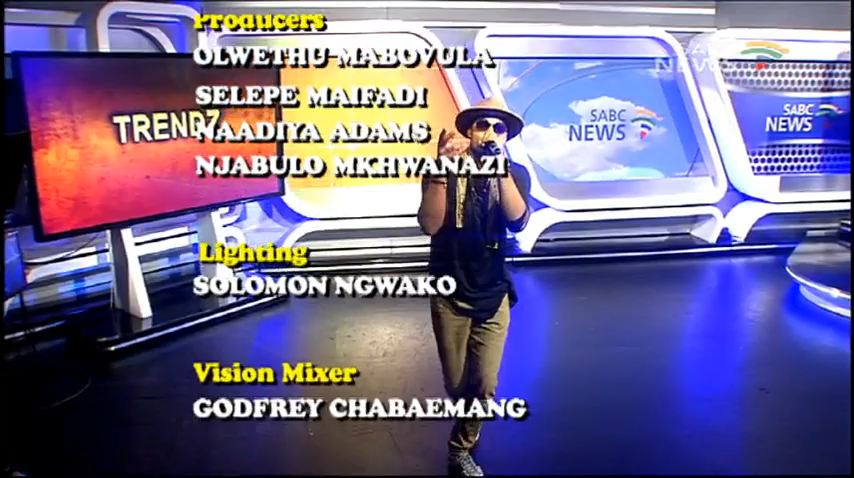 Producers
OLWETHU MABOVULA
SELEPE MAIFADI
NAADIYA ADAMS
NJABULO MKHWANAZI
Lighting
SOLOMON NGWAKO
Vision Mixer
GODFREY CHABAEMANG
TRENDZ
SABC
NEWS
SABC
NEWS
SABC
NEWS